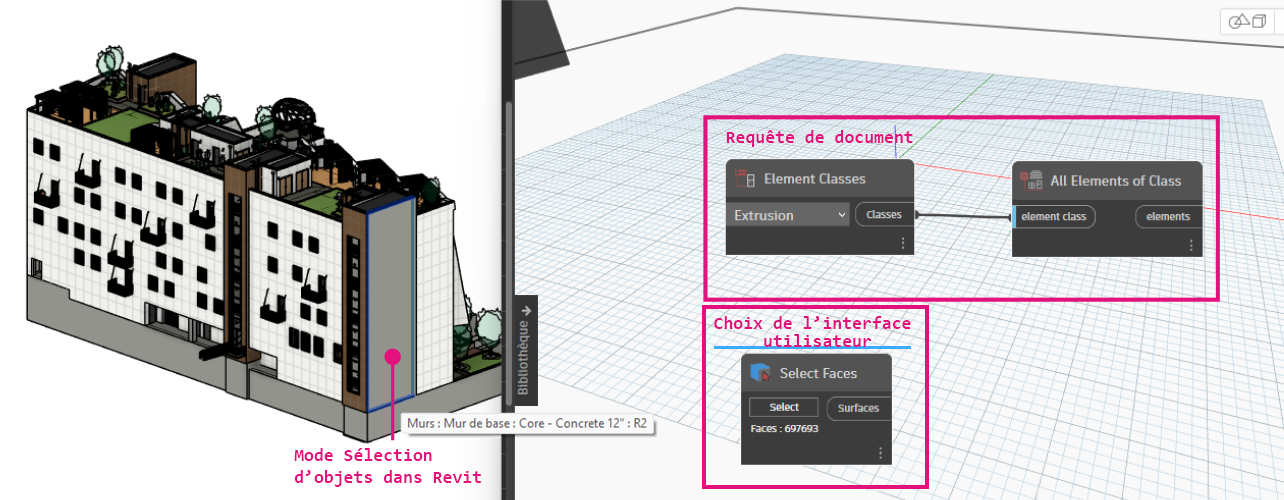 Requête de document
Element Classes
Extrusion
Classes
All Elements of Class
element class
elements
Choix de l’interface
utilisateur
Select Faces
Select
Surfaces
Faces : 697693
Bibliothèque
Murs : Mur de base : Core - Concrete 12" : R2
Mode Sélection
d’objets dans Revit